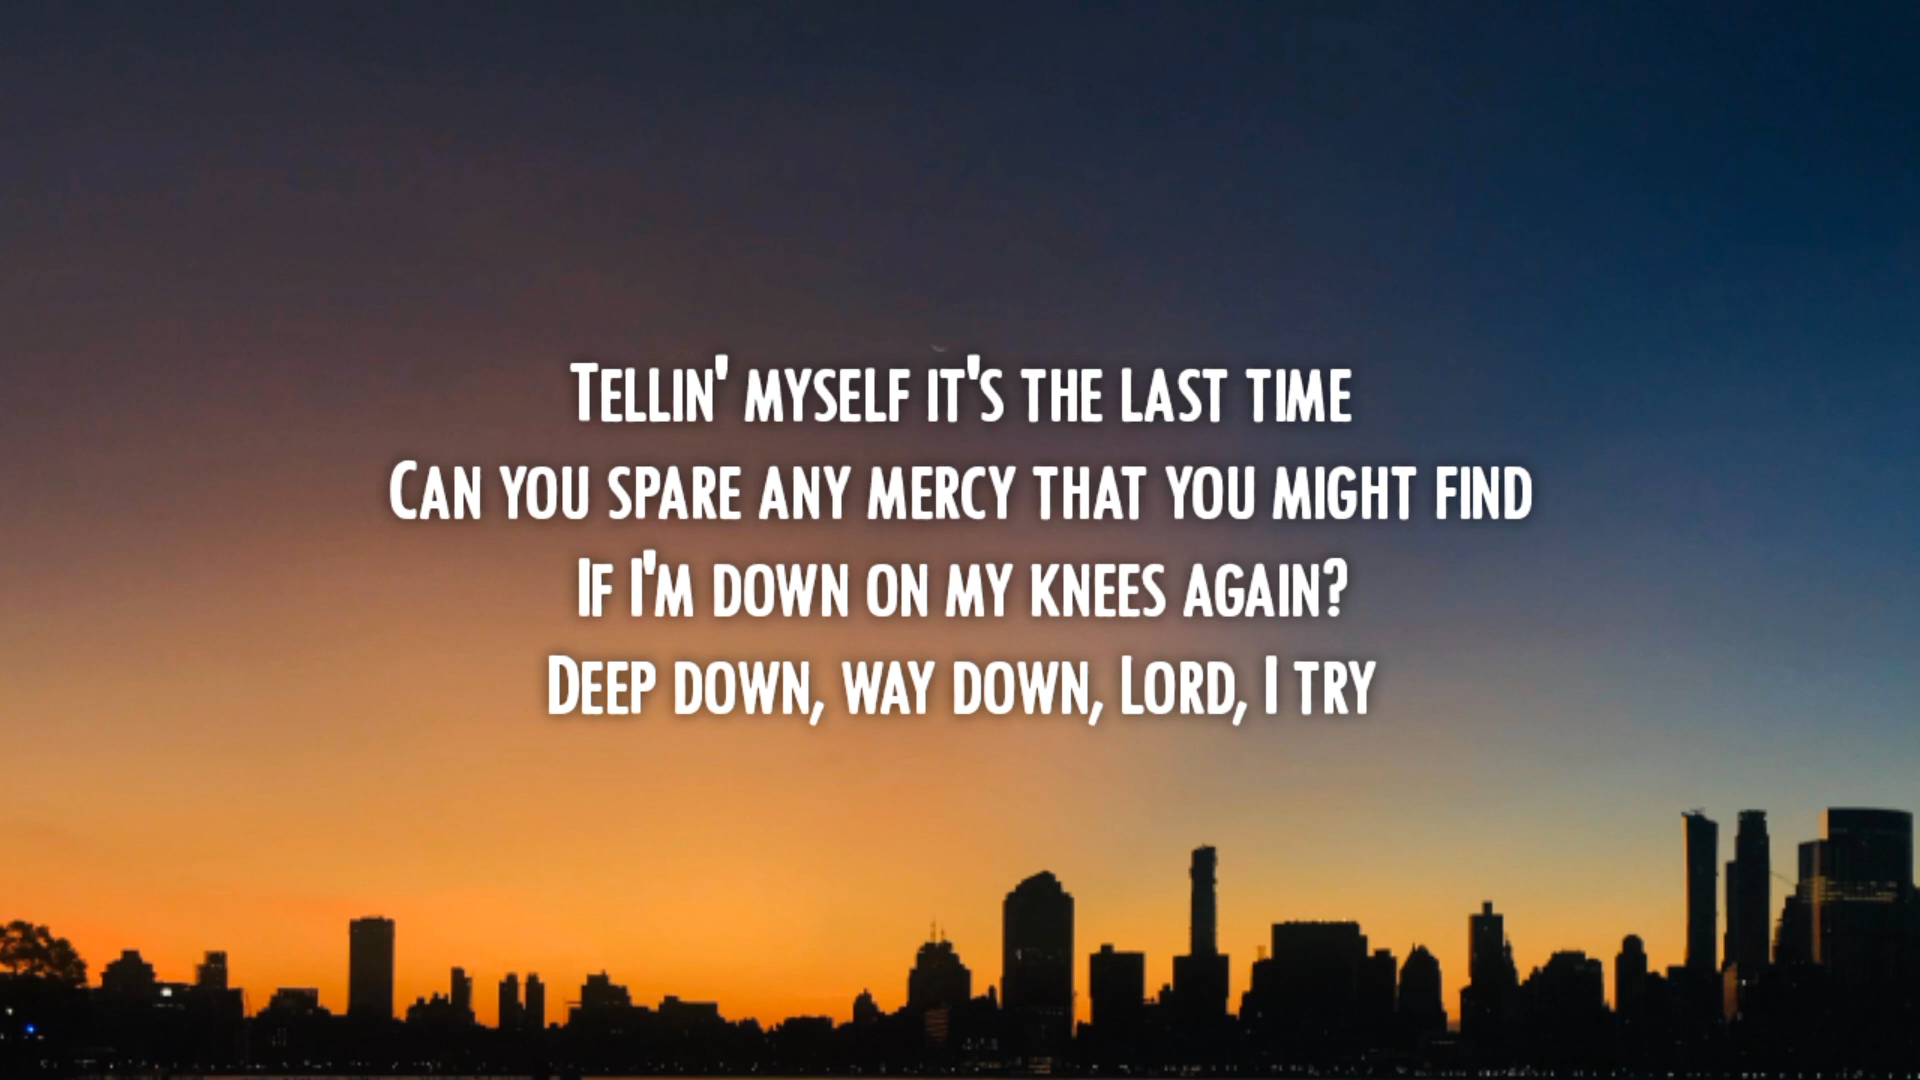 Tellin' myself it's the last time
Can you spare any mercy that you might find
If I'm down on my knees again?
Deep down, way down, Lord, I try